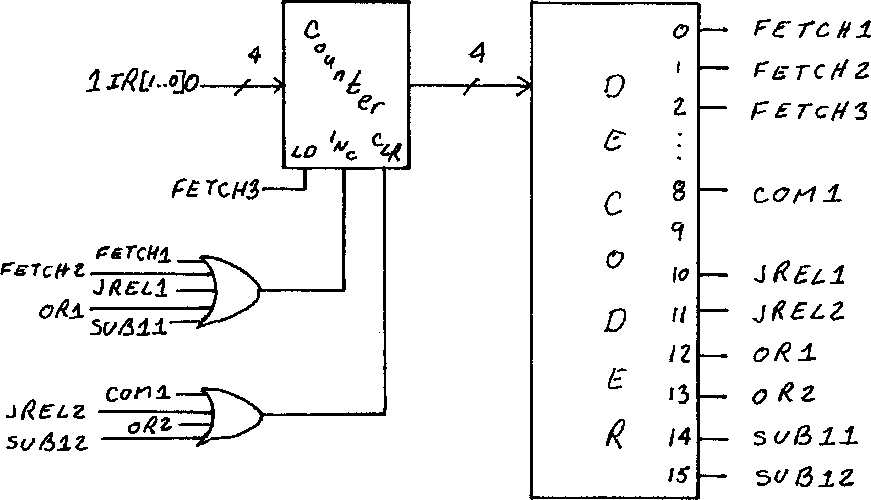 1IR[1..0]0
4
Counter
LD
INC
CLR
4
FETCH3
FETCH1
FETCH2
JREL1
OR1
SUB11
COM1
JREL2
OR2
SUB12
DECODER
0 FETCH1
1 FETCH2
2 FETCH3
⋮
8 COM1
9
10 JREL1
11 JREL2
12 OR1
13 OR2
14 SUB11
15 SUB12